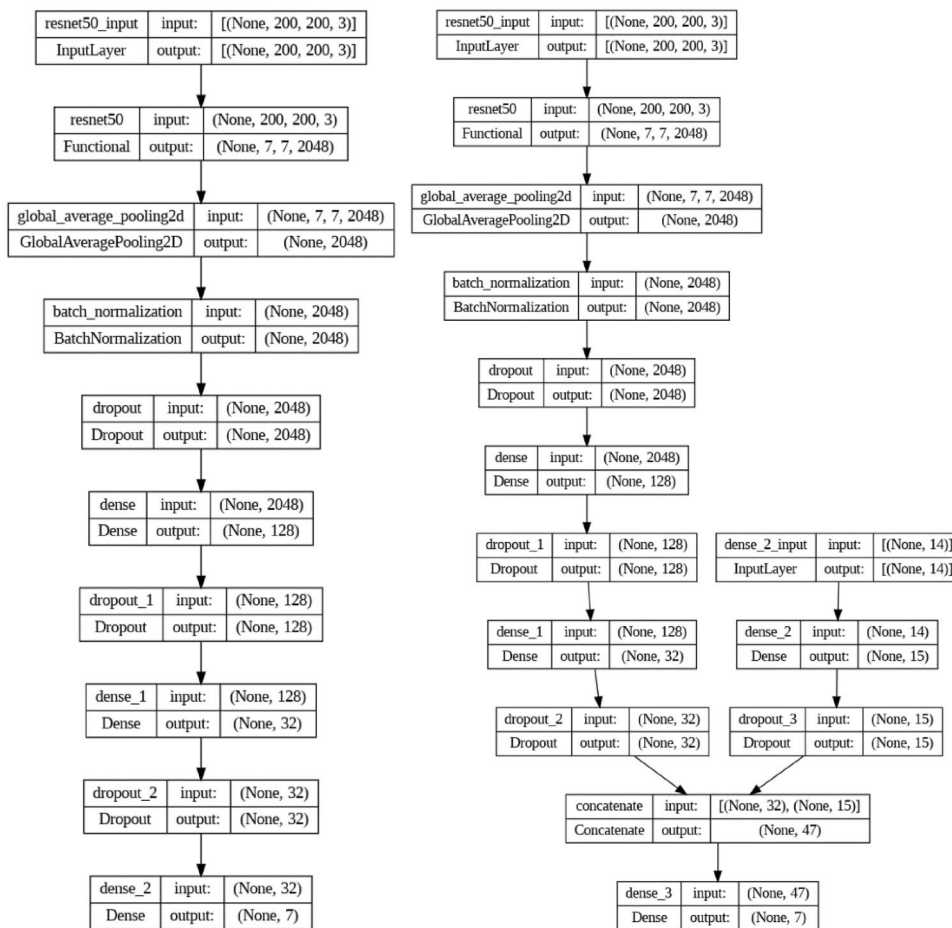 resnet50_input input: [(None, 200, 200, 3)]
InputLayer output: [(None, 200, 200, 3)]
resnet50 input: (None, 200, 200, 3)
Functional output: (None, 7, 7, 2048)
global_average_pooling2d input: (None, 7, 7, 2048)
GlobalAveragePooling2D output: (None, 2048)
batch_normalization input: (None, 2048)
BatchNormalization output: (None, 2048)
dropout input: (None, 2048)
Dropout output: (None, 2048)
dense input: (None, 2048)
Dense output: (None, 128)
dropout_1 input: (None, 128)
Dropout output: (None, 128)
dense_1 input: (None, 128)
Dense output: (None, 32)
dropout_2 input: (None, 32)
Dropout output: (None, 32)
dense_2 input: (None, 32)
Dense output: (None, 7)
resnet50_input input: [(None, 200, 200, 3)]
InputLayer output: [(None, 200, 200, 3)]
resnet50 input: (None, 200, 200, 3)
Functional output: (None, 7, 7, 2048)
global_average_pooling2d input: (None, 7, 7, 2048)
GlobalAveragePooling2D output: (None, 2048)
batch_normalization input: (None, 2048)
BatchNormalization output: (None, 2048)
dropout input: (None, 2048)
Dropout output: (None, 2048)
dense input: (None, 2048)
Dense output: (None, 128)
dropout_1 input: (None, 128)
Dropout output: (None, 128)
dense_2_input input: [(None, 14)]
InputLayer output: [(None, 14)]
dense_1 input: (None, 128)
Dense output: (None, 32)
dense_2 input: (None, 14)
Dense output: (None, 15)
dropout_2 input: (None, 32)
Dropout output: (None, 32)
dropout_3 input: (None, 15)
Dropout output: (None, 15)
concatenate input: [(None, 32), (None, 15)]
Concatenate output: (None, 47)
dense_3 input: (None, 47)
Dense output: (None, 7)